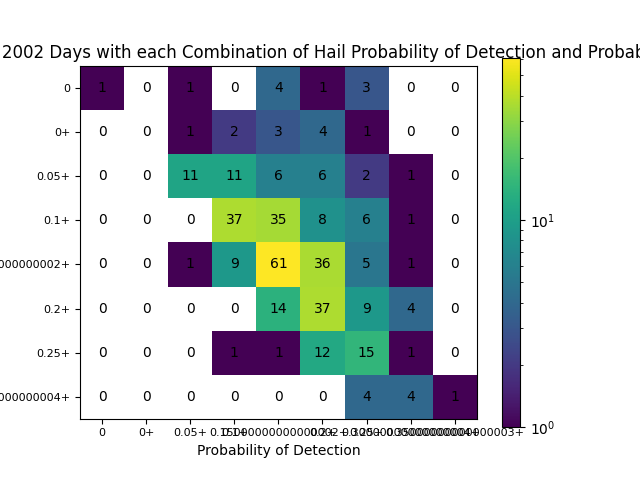 2002 Days with each Combination of Hail Probability of Detection and Probab
0 1 0 1 0 4 1 3 0 0
0+ 0 0 1 2 3 4 1 0 0
0.05+ 0 0 11 11 6 6 2 1 0
0.1+ 0 0 0 37 35 8 6 1 0
000000002+ 0 0 1 9 61 36 5 1 0
0.2+ 0 0 0 0 14 37 9 4 0
0.25+ 0 0 0 1 1 12 15 1 0
000000004+ 0 0 0 0 0 0 4 4 1
0 0+ 0.05+
Probability of Detection
10¹
10⁰